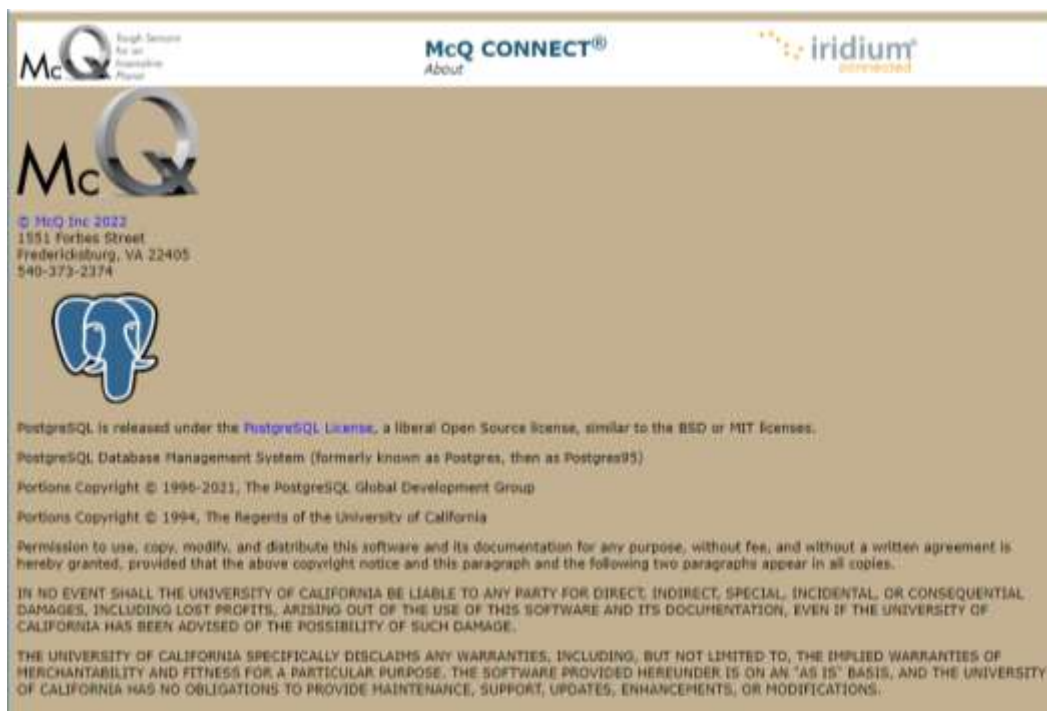 McQ
Tough Sensors
for an
Planet
McQ CONNECT®
About
iridium®
connected
McQ
© McQ Inc 2022
1551 Forbes Street
Fredericksburg, VA 22405
540-373-2374
PostgreSQL is released under the PostgreSQL License, a liberal Open Source license, similar to the BSD or MIT licenses.
PostgreSQL Database Management System (formerly known as Postgres, then as Postgres95)
Portions Copyright © 1996-2021, The PostgreSQL Global Development Group
Portions Copyright © 1994, The Regents of the University of California
Permission to use, copy, modify, and distribute this software and its documentation for any purpose, without fee, and without a written agreement is
hereby granted, provided that the above copyright notice and this paragraph and the following two paragraphs appear in all copies.
IN NO EVENT SHALL THE UNIVERSITY OF CALIFORNIA BE LIABLE TO ANY PARTY FOR DIRECT, INDIRECT, SPECIAL, INCIDENTAL, OR CONSEQUENTIAL
DAMAGES, INCLUDING LOST PROFITS, ARISING OUT OF THE USE OF THIS SOFTWARE AND ITS DOCUMENTATION, EVEN IF THE UNIVERSITY OF
CALIFORNIA HAS BEEN ADVISED OF THE POSSIBILITY OF SUCH DAMAGE.
THE UNIVERSITY OF CALIFORNIA SPECIFICALLY DISCLAIMS ANY WARRANTIES, INCLUDING, BUT NOT LIMITED TO, THE IMPLIED WARRANTIES OF
MERCHANTABILITY AND FITNESS FOR A PARTICULAR PURPOSE. THE SOFTWARE PROVIDED HEREUNDER IS ON AN "AS IS" BASIS, AND THE UNIVERSITY
OF CALIFORNIA HAS NO OBLIGATIONS TO PROVIDE MAINTENANCE, SUPPORT, UPDATES, ENHANCEMENTS, OR MODIFICATIONS.